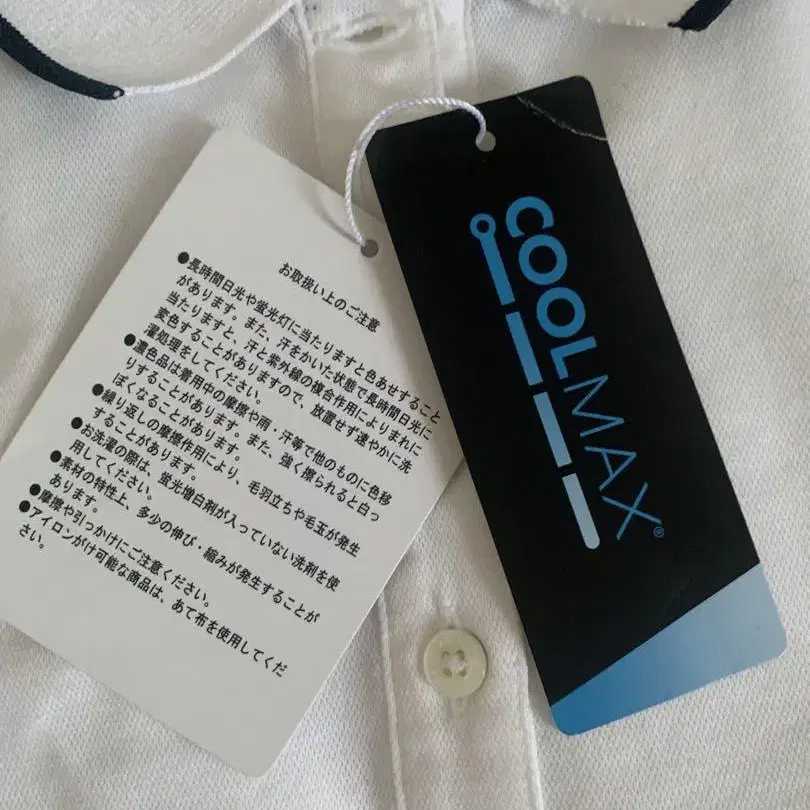 お取扱い上のご注意
●長時間日光や蛍光灯に当たりますと色あせすること
があります。また、汗をかいた状態で長時間日光に
当たりますと、汗と紫外線の複合作用によりまれに
変色することがありますので、放置せず速やかに洗
濯処理をしてください。
●濃色品は着用中の摩擦や雨・汗等で他のものに色移
りすることがあります。また、強く擦られると白っ
ぽくなることがあります。
●繰り返しの摩擦作用により、毛羽立ちや毛玉が発生
することがあります。
●お洗濯の際は、蛍光増白剤が入っていない洗剤を使
用してください。
●素材の特性上、多少の伸び・縮みが発生することが
あります。
●摩擦や引っかけにご注意ください。
●アイロンがけ可能な商品は、あて布を使用してくだ
さい。
COOLMAX®